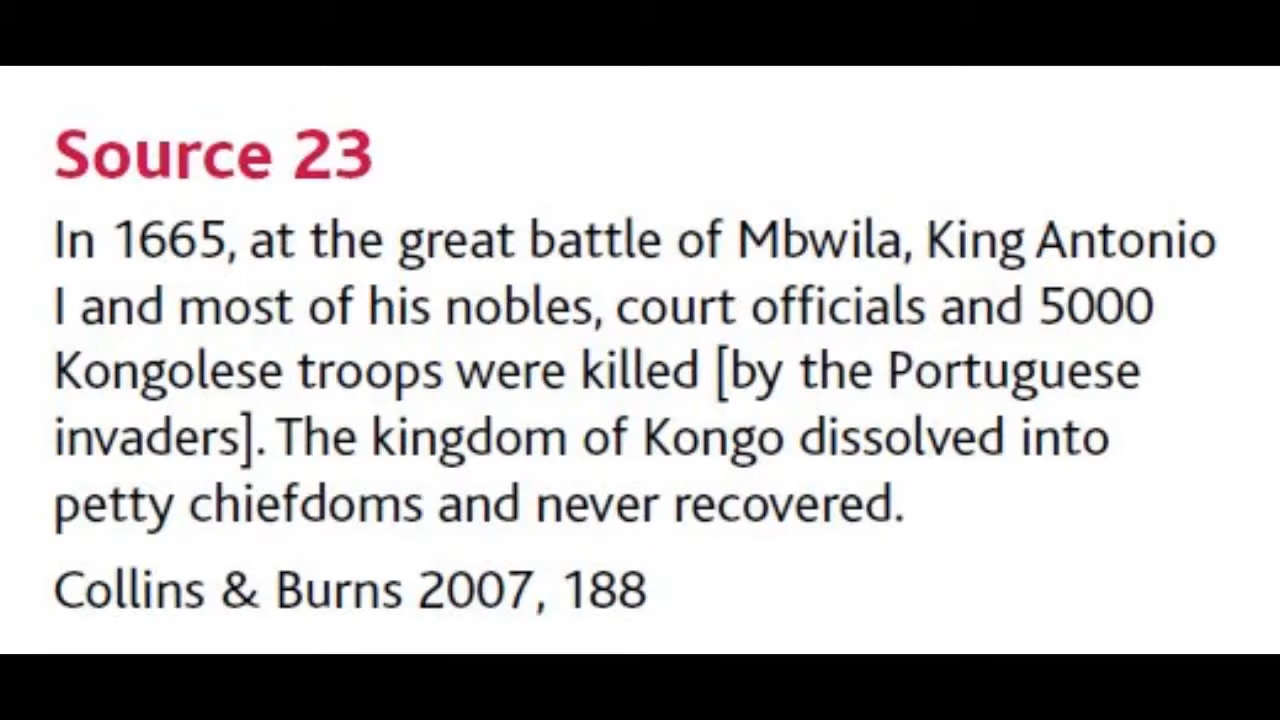 Source 23
In 1665, at the great battle of Mbwila, King Antonio
I and most of his nobles, court officials and 5000
Kongolese troops were killed [by the Portuguese
invaders]. The kingdom of Kongo dissolved into
petty chiefdoms and never recovered.
Collins & Burns 2007, 188